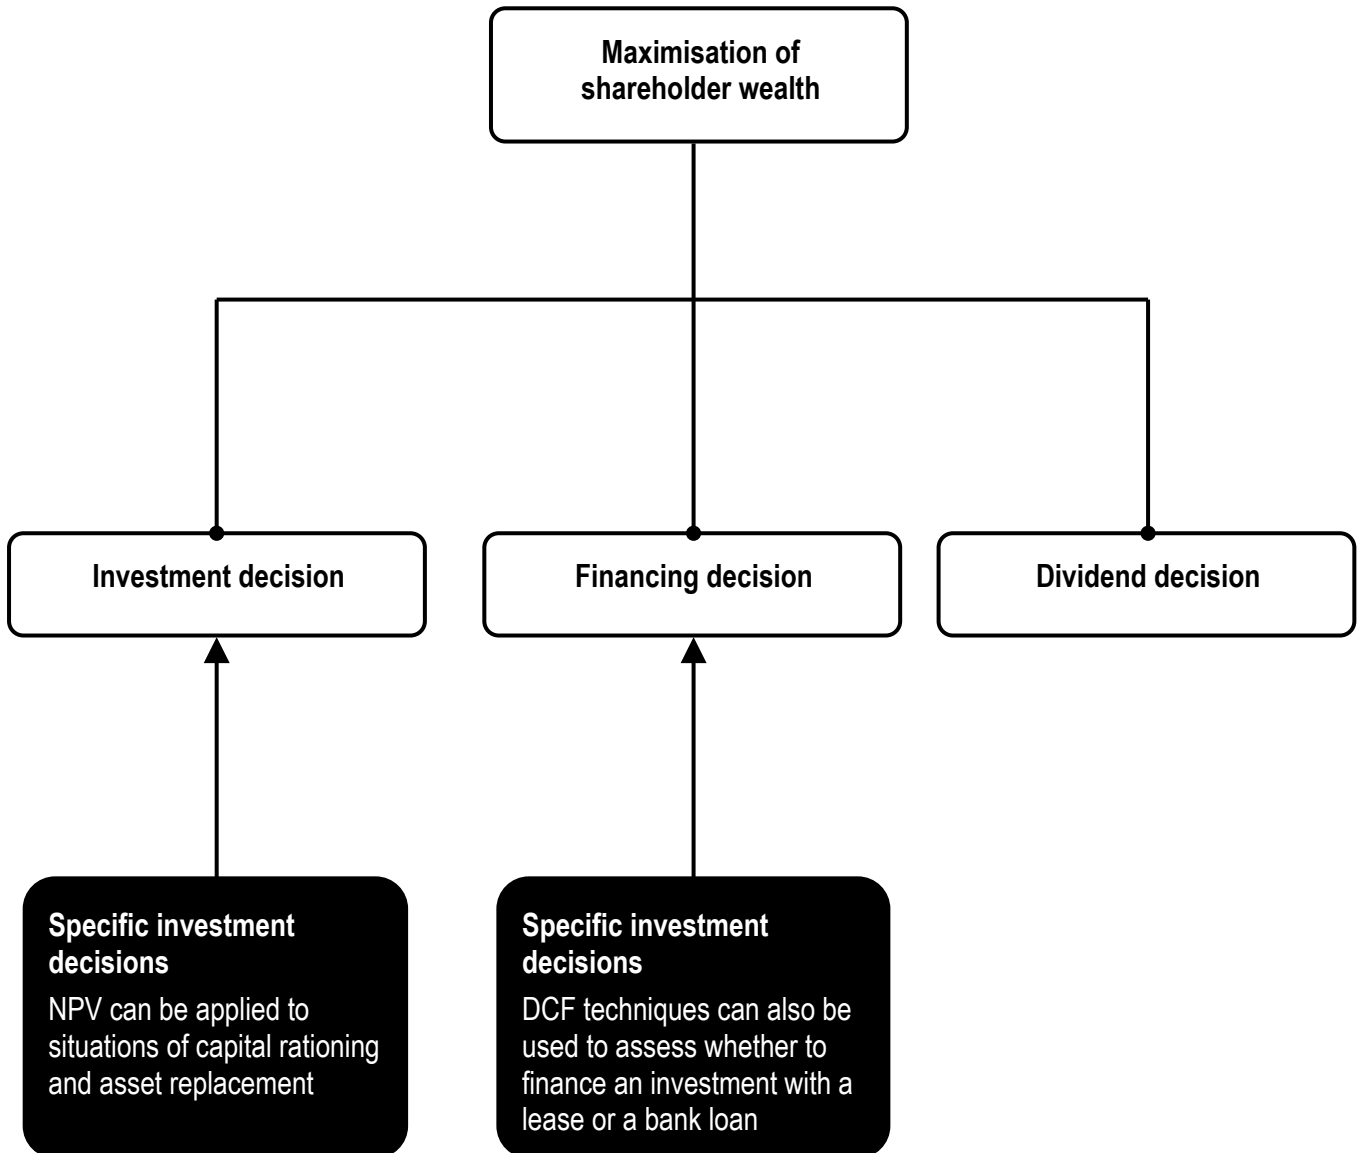 Maximisation of
shareholder wealth
Investment decision
Financing decision
Dividend decision
Specific investment
decisions
NPV can be applied to
situations of capital rationing
and asset replacement
Specific investment
decisions
DCF techniques can also be
used to assess whether to
finance an investment with a
lease or a bank loan